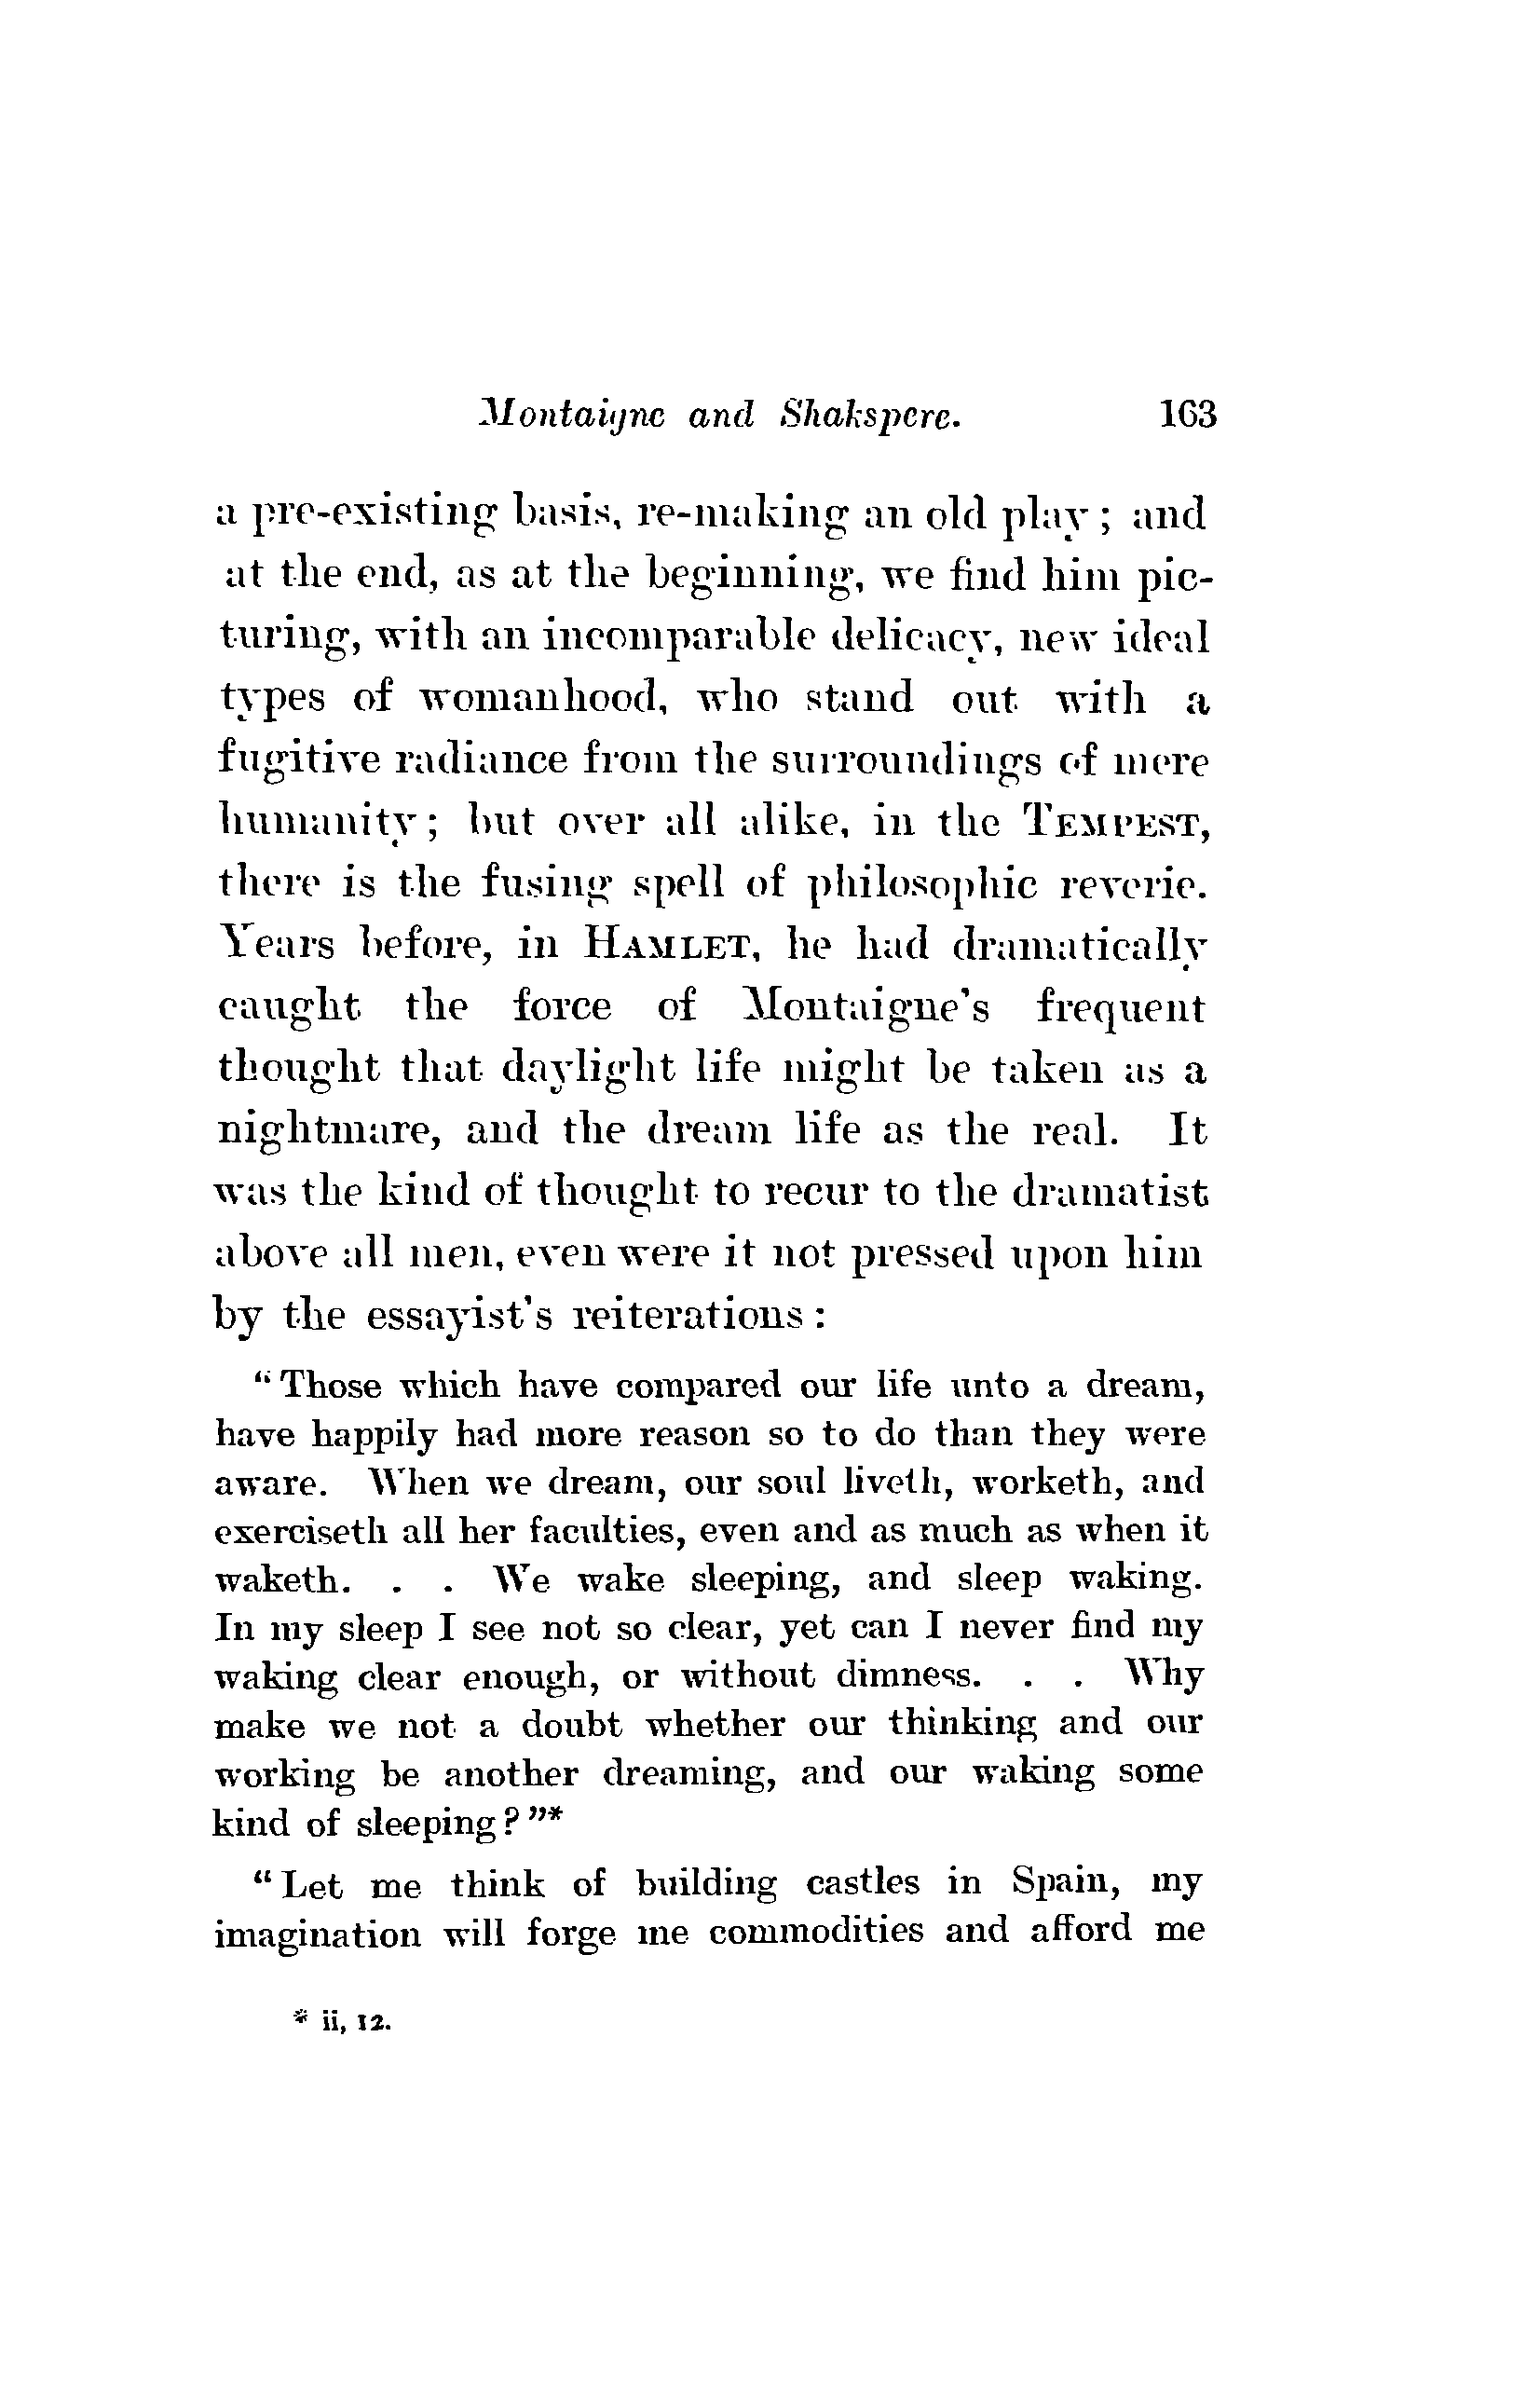 Montaigne and Shakspere. 163
a pre-existing basis, re-making an old play ; and
at the end, as at the beginning, we find him pic-
turing, with an incomparable delicacy, new ideal
types of womanhood, who stand out with a
fugitive radiance from the surroundings of mere
humanity ; but over all alike, in the TEMPEST,
there is the fusing spell of philosophic reverie.
Years before, in HAMLET, he had dramatically
caught the force of Montaigne's frequent
thought that daylight life might be taken as a
nightmare, and the dream life as the real. It
was the kind of thought to recur to the dramatist
above all men, even were it not pressed upon him
by the essayist's reiterations :
" Those which have compared our life unto a dream,
have happily had more reason so to do than they were
aware. When we dream, our soul liveth, worketh, and
exerciseth all her faculties, even and as much as when it
waketh. . . We wake sleeping, and sleep waking.
In my sleep I see not so clear, yet can I never find my
waking clear enough, or without dimness. . . Why
make we not a doubt whether our thinking and our
working be another dreaming, and our waking some
kind of sleeping ? "*
" Let me think of building castles in Spain, my
imagination will forge me commodities and afford me
* ii, 12.